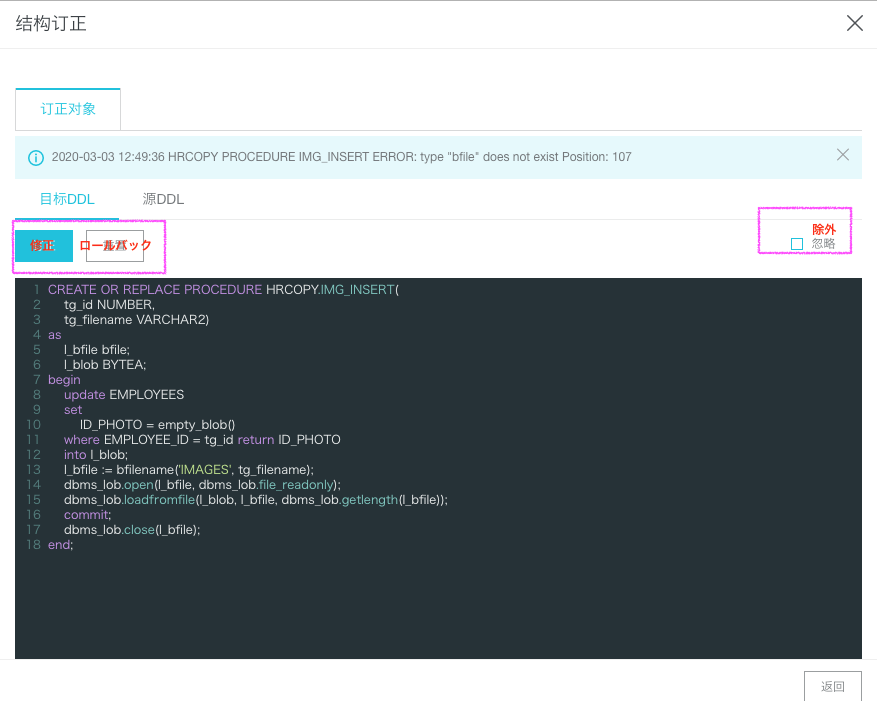 结构订正
订正对象
2020-03-03 12:49:36 HRCOPY PROCEDURE IMG_INSERT ERROR: type "bfile" does not exist Position: 107
目标DDL 源DDL
修正 ロールバック
除外
忽略
1 CREATE OR REPLACE PROCEDURE HRCOPY.IMG_INSERT(
2 tg_id NUMBER,
3 tg_filename VARCHAR2)
4 as
5 l_bfile bfile;
6 l_blob BYTEA;
7 begin
8 update EMPLOYEES
9 set
10 ID_PHOTO = empty_blob()
11 where EMPLOYEE_ID = tg_id return ID_PHOTO
12 into l_blob;
13 l_bfile := bfilename('IMAGES', tg_filename);
14 dbms_lob.open(l_bfile, dbms_lob.file_readonly);
15 dbms_lob.loadfromfile(l_blob, l_bfile, dbms_lob.getlength(l_bfile));
16 commit;
17 dbms_lob.close(l_bfile);
18 end;
返回